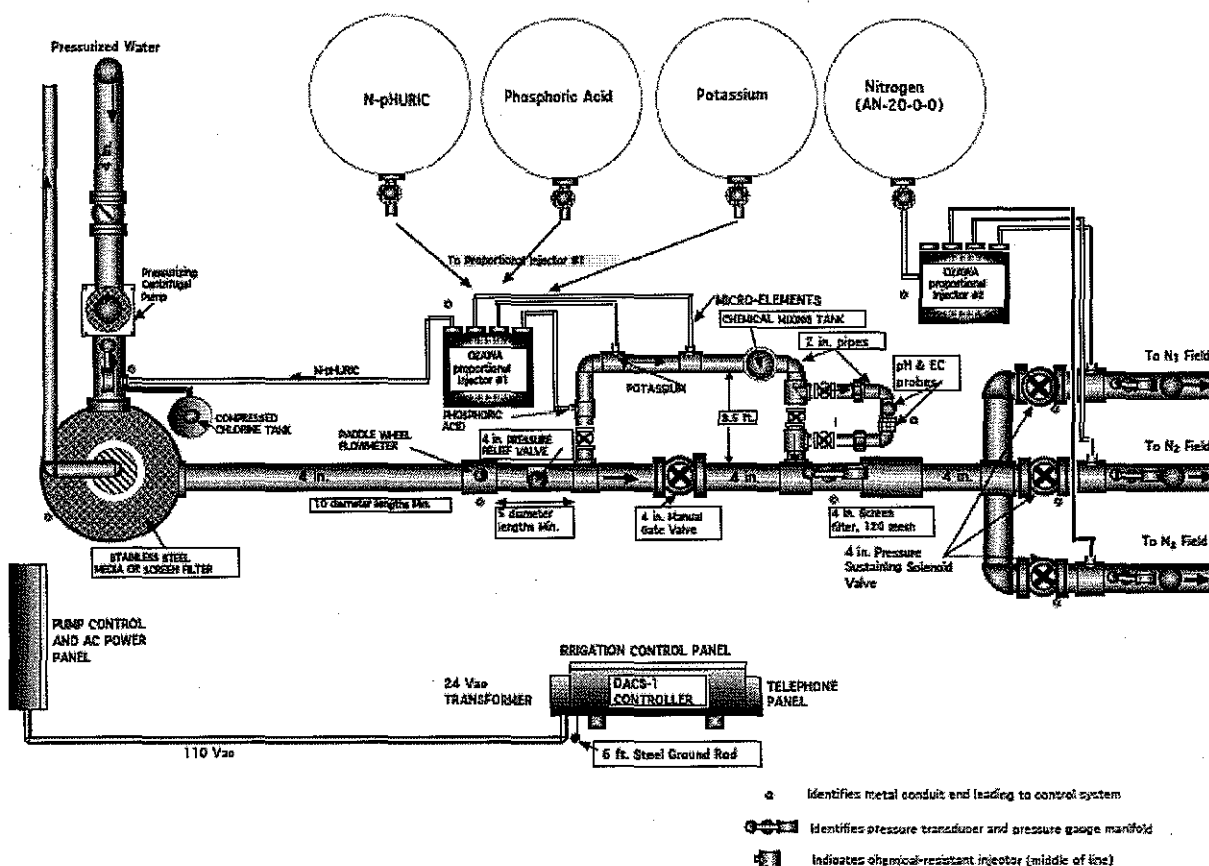 Pressurized Water
N-pHURIC
Phosphoric Acid
Potassium
Nitrogen
(AN-20-0-0)
4 in.
Pressurizing
Centrifugal
Pump
To Proportional Injector #1
MICRO-ELEMENTS
CHEMICAL MIXING TANK
2 in. pipes
pH & EC
probes
proportional
injector #2
proportional
injector #1
N-pHURIC
POTASSIUM
PHOSPHORIC
ACID
COMPRESSED
CHLORINE TANK
PADDLE WHEEL
FLOWMETER
4 in. PRESSURE
RELIEF VALVE
ft.
To N₁ Field
To N₂ Field
4 in.
4 in.
4 in.
10 diameter lengths Min.
5 diameter
lengths Min.
4 in. Manual
Gate Valve
4 in. Screen
filter, 120 mesh
4 in. Pressure
Sustaining Solenoid
Valve
To N₃ Field
STAINLESS STEEL
MEDIA OR SCREEN FILTER
PUMP CONTROL
AND AC POWER
PANEL
IRRIGATION CONTROL PANEL
24 Vac
TRANSFORMER
DACS-1
CONTROLLER
TELEPHONE
PANEL
110 Vac
6 ft. Steel Ground Rod
Identifies metal conduit end leading to control system
Identifies pressure transducer and pressure gauge manifold
Indicates chemical-resistant injector (middle of line)